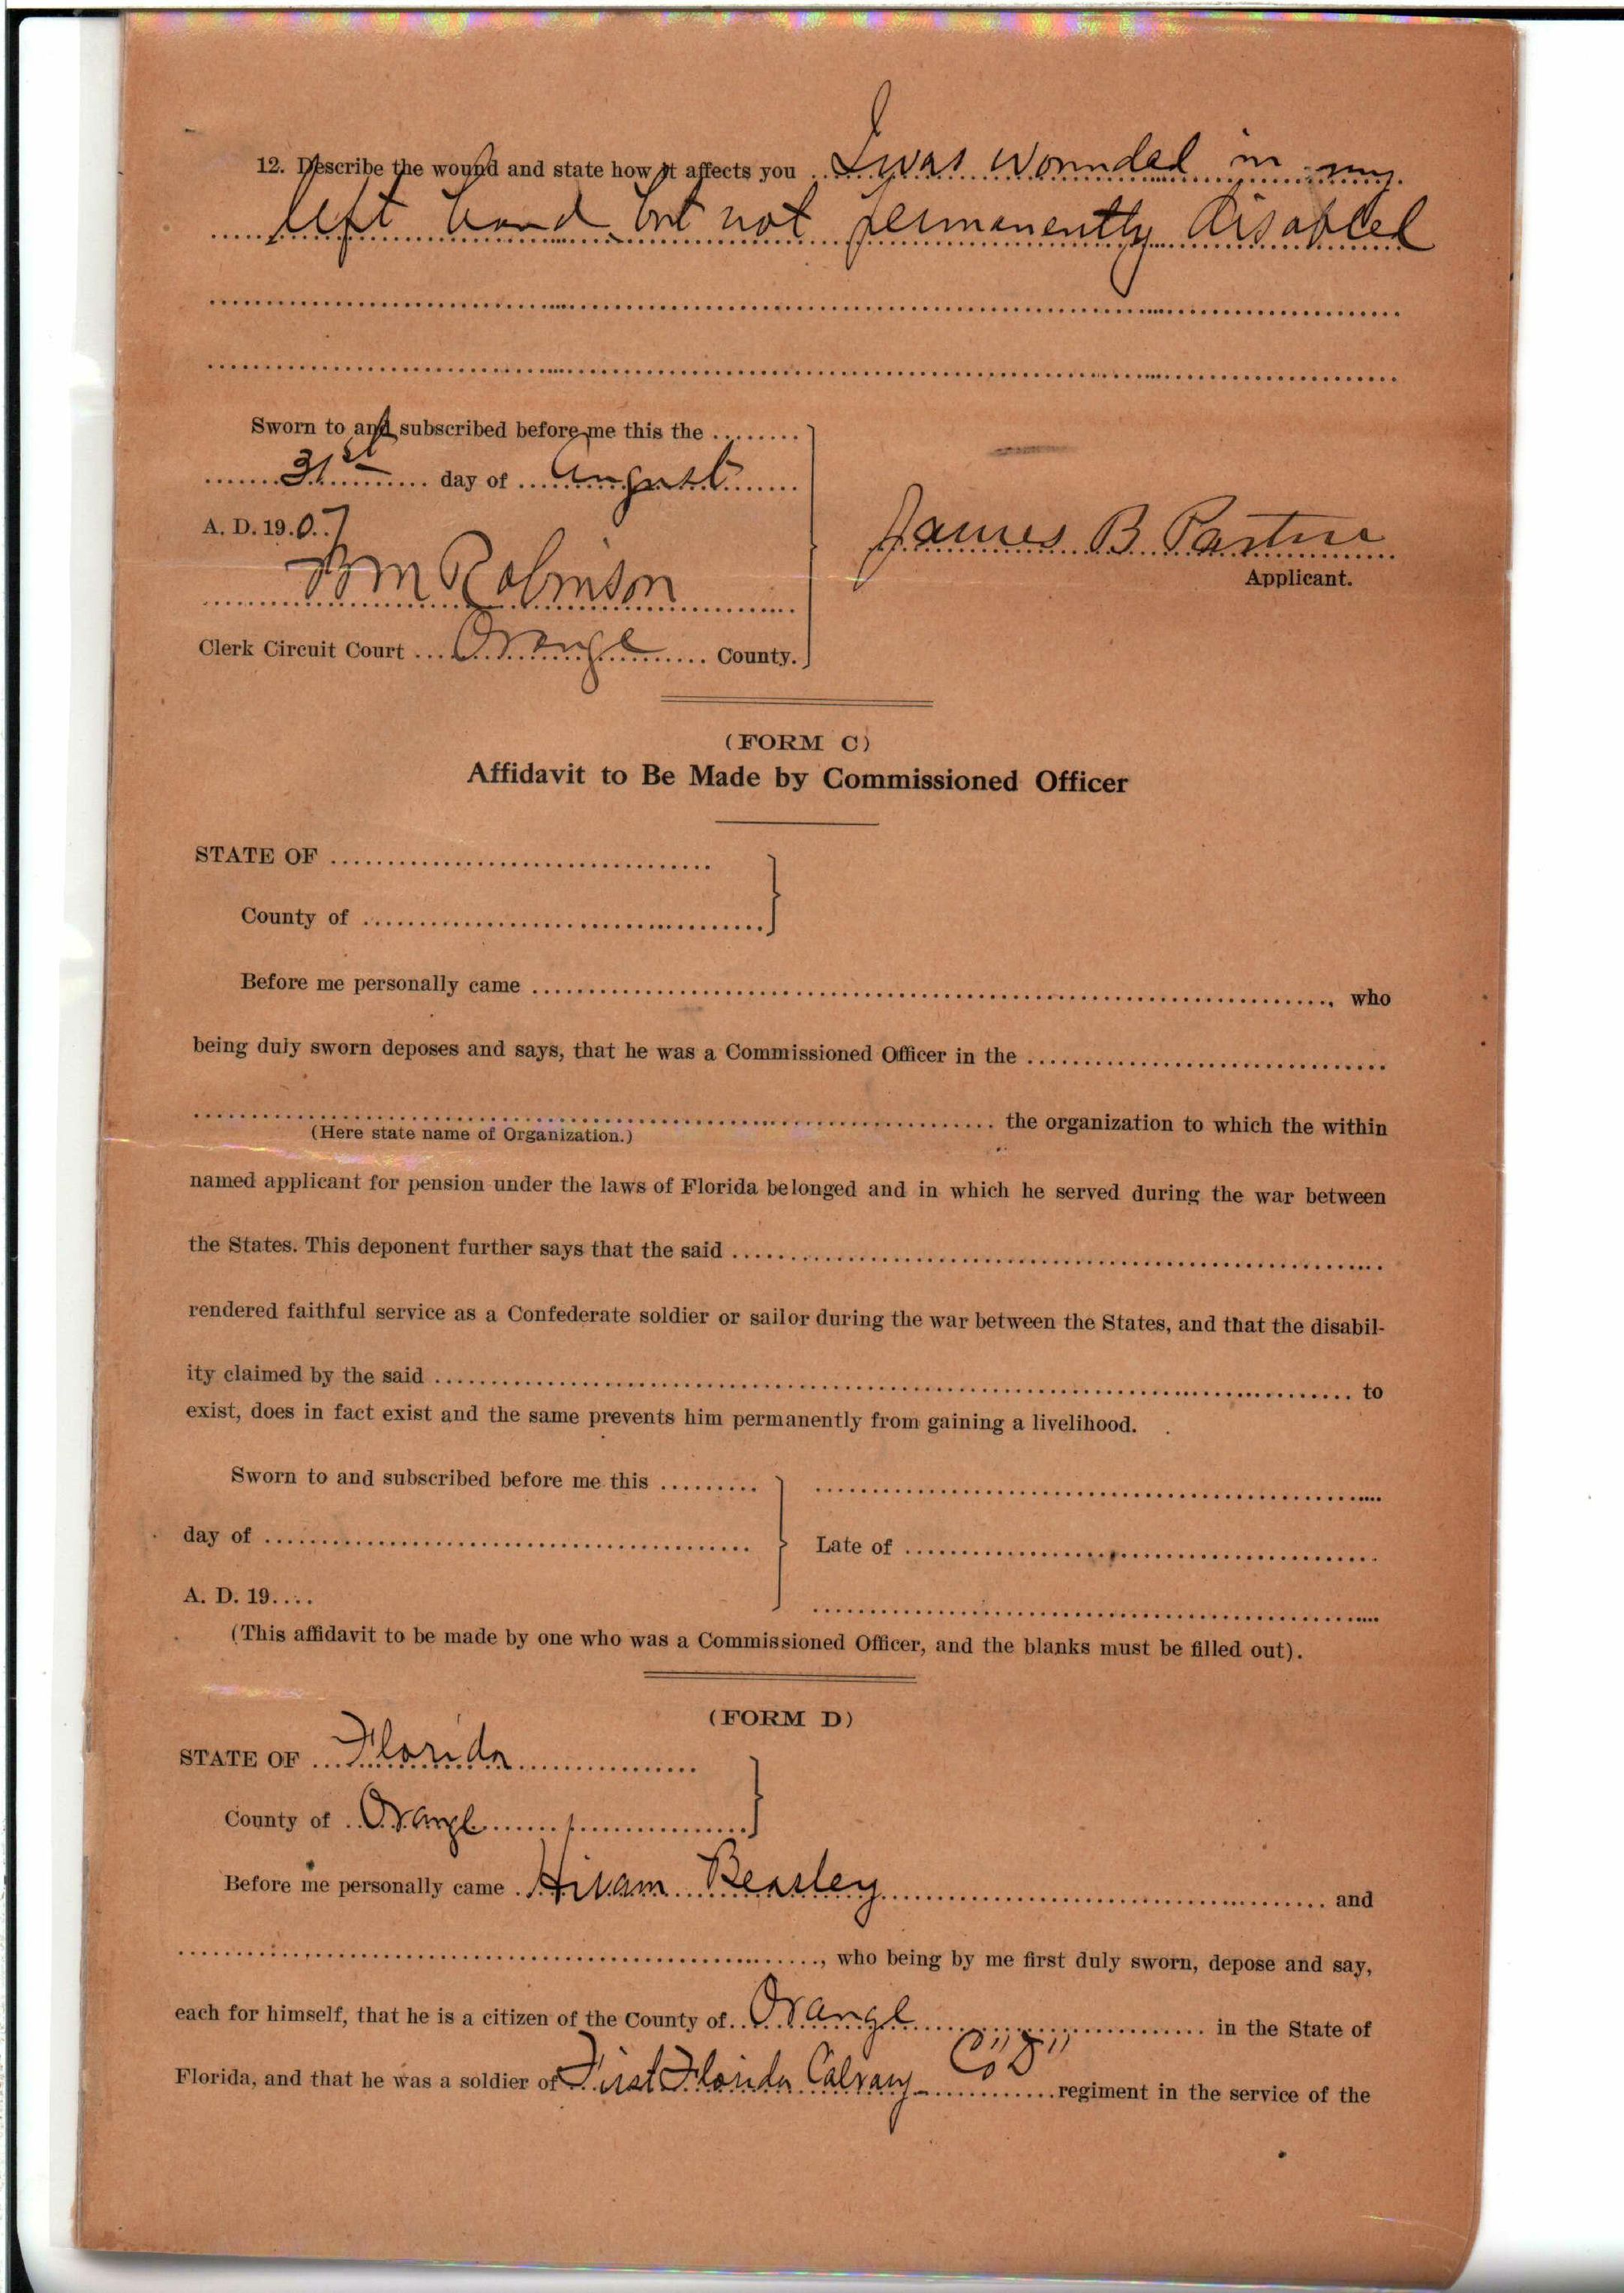 12. Describe the wound and state how it affects you I was wounded in my
left hand but not permanently disabled
Sworn to and subscribed before me this the ........
31st day of August
A. D. 1907
James B Partin
Applicant.
BM Robinson
Clerk Circuit Court Orange County.
(FORM C)
Affidavit to Be Made by Commissioned Officer
STATE OF ....................
County of ....................
Before me personally came ...................., who
being duly sworn deposes and says, that he was a Commissioned Officer in the ....................
.................... the organization to which the within
(Here state name of Organization.)
named applicant for pension under the laws of Florida belonged and in which he served during the war between
the States. This deponent further says that the said ....................
rendered faithful service as a Confederate soldier or sailor during the war between the States, and that the disabil-
ity claimed by the said .................... to
exist, does in fact exist and the same prevents him permanently from gaining a livelihood.
Sworn to and subscribed before me this .........
day of ....................
Late of ....................
A. D. 19....
(This affidavit to be made by one who was a Commissioned Officer, and the blanks must be filled out).
(FORM D)
STATE OF Florida
County of Orange
Before me personally came Hiram Beasley and
...................., who being by me first duly sworn, depose and say,
each for himself, that he is a citizen of the County of Orange in the State of
Florida, and that he was a soldier of First Florida Calvary Co "D" regiment in the service of the